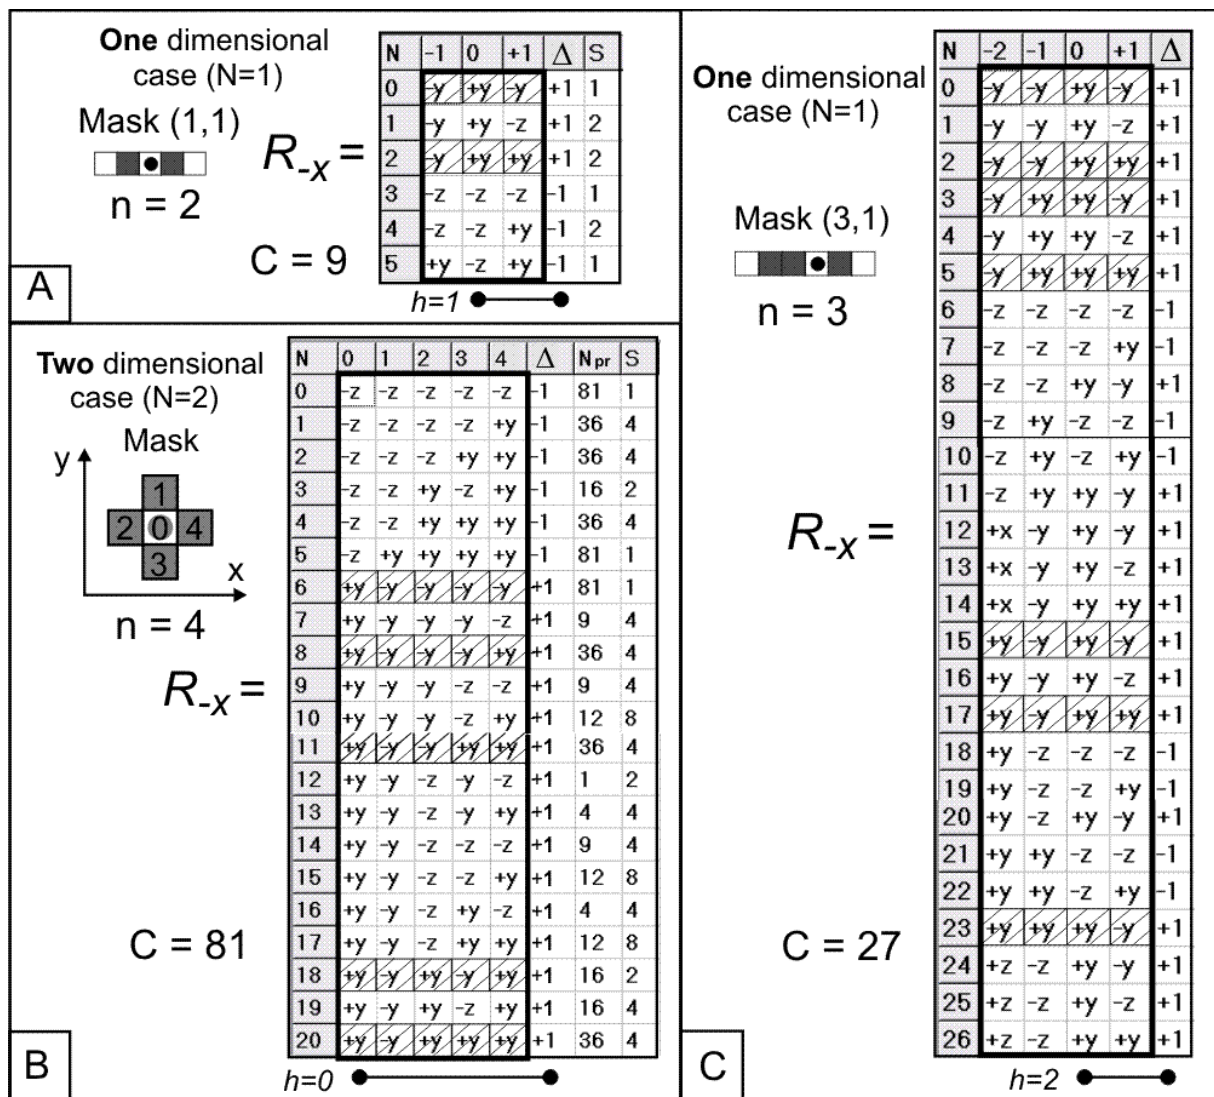 One dimensional
case (N=1)
Mask (1,1)
n = 2
R-x =
C = 9
N -1 0 +1 Δ S
0 -y +y -y +1 1
1 -y +y -z +1 2
2 -y +y +y +1 2
3 -z -z -z -1 1
4 -z -z +y -1 2
5 +y -z +y -1 1
h=1
A
Two dimensional
case (N=2)
Mask
y
1
2 0 4
3
x
n = 4
R-x =
C = 81
N 0 1 2 3 4 Δ Npr S
0 -z -z -z -z -z -1 81 1
1 -z -z -z -z +y -1 36 4
2 -z -z -z +y +y -1 36 4
3 -z -z +y -z +y -1 16 2
4 -z -z +y +y +y -1 36 4
5 -z +y +y +y +y -1 81 1
6 +y -y -y -y -y +1 81 1
7 +y -y -y -y -z +1 9 4
8 +y -y -y -y +y +1 36 4
9 +y -y -y -z -z +1 9 4
10 +y -y -y -z +y +1 12 8
11 +y -y -y +y +y +1 36 4
12 +y -y -z -y -z +1 1 2
13 +y -y -z -y +y +1 4 4
14 +y -y -z -z -z +1 9 4
15 +y -y -z -z +y +1 12 8
16 +y -y -z +y -z +1 4 4
17 +y -y -z +y +y +1 12 8
18 +y -y +y -y +y +1 16 2
19 +y -y +y -z +y +1 16 4
20 +y -y +y +y +y +1 36 4
h=0
B
One dimensional
case (N=1)
Mask (3,1)
n = 3
R-x =
C = 27
N -2 -1 0 +1 Δ
0 -y -y +y -y +1
1 -y -y +y -z +1
2 -y -y +y +y +1
3 -y +y +y -y +1
4 -y +y +y -z +1
5 -y +y +y +y +1
6 -z -z -z -z -1
7 -z -z -z +y -1
8 -z -z +y -y +1
9 -z +y -z -z -1
10 -z +y -z +y -1
11 -z +y +y -y +1
12 +x -y +y -y +1
13 +x -y +y -z +1
14 +x -y +y +y +1
15 +y -y +y -y +1
16 +y -y +y -z +1
17 +y -y +y +y +1
18 +y -z -z -z -1
19 +y -z -z +y -1
20 +y -z +y -y +1
21 +y +y -z -z -1
22 +y +y -z +y -1
23 +y +y +y -y +1
24 +z -z +y -y +1
25 +z -z +y -z +1
26 +z -z +y +y +1
h=2
C